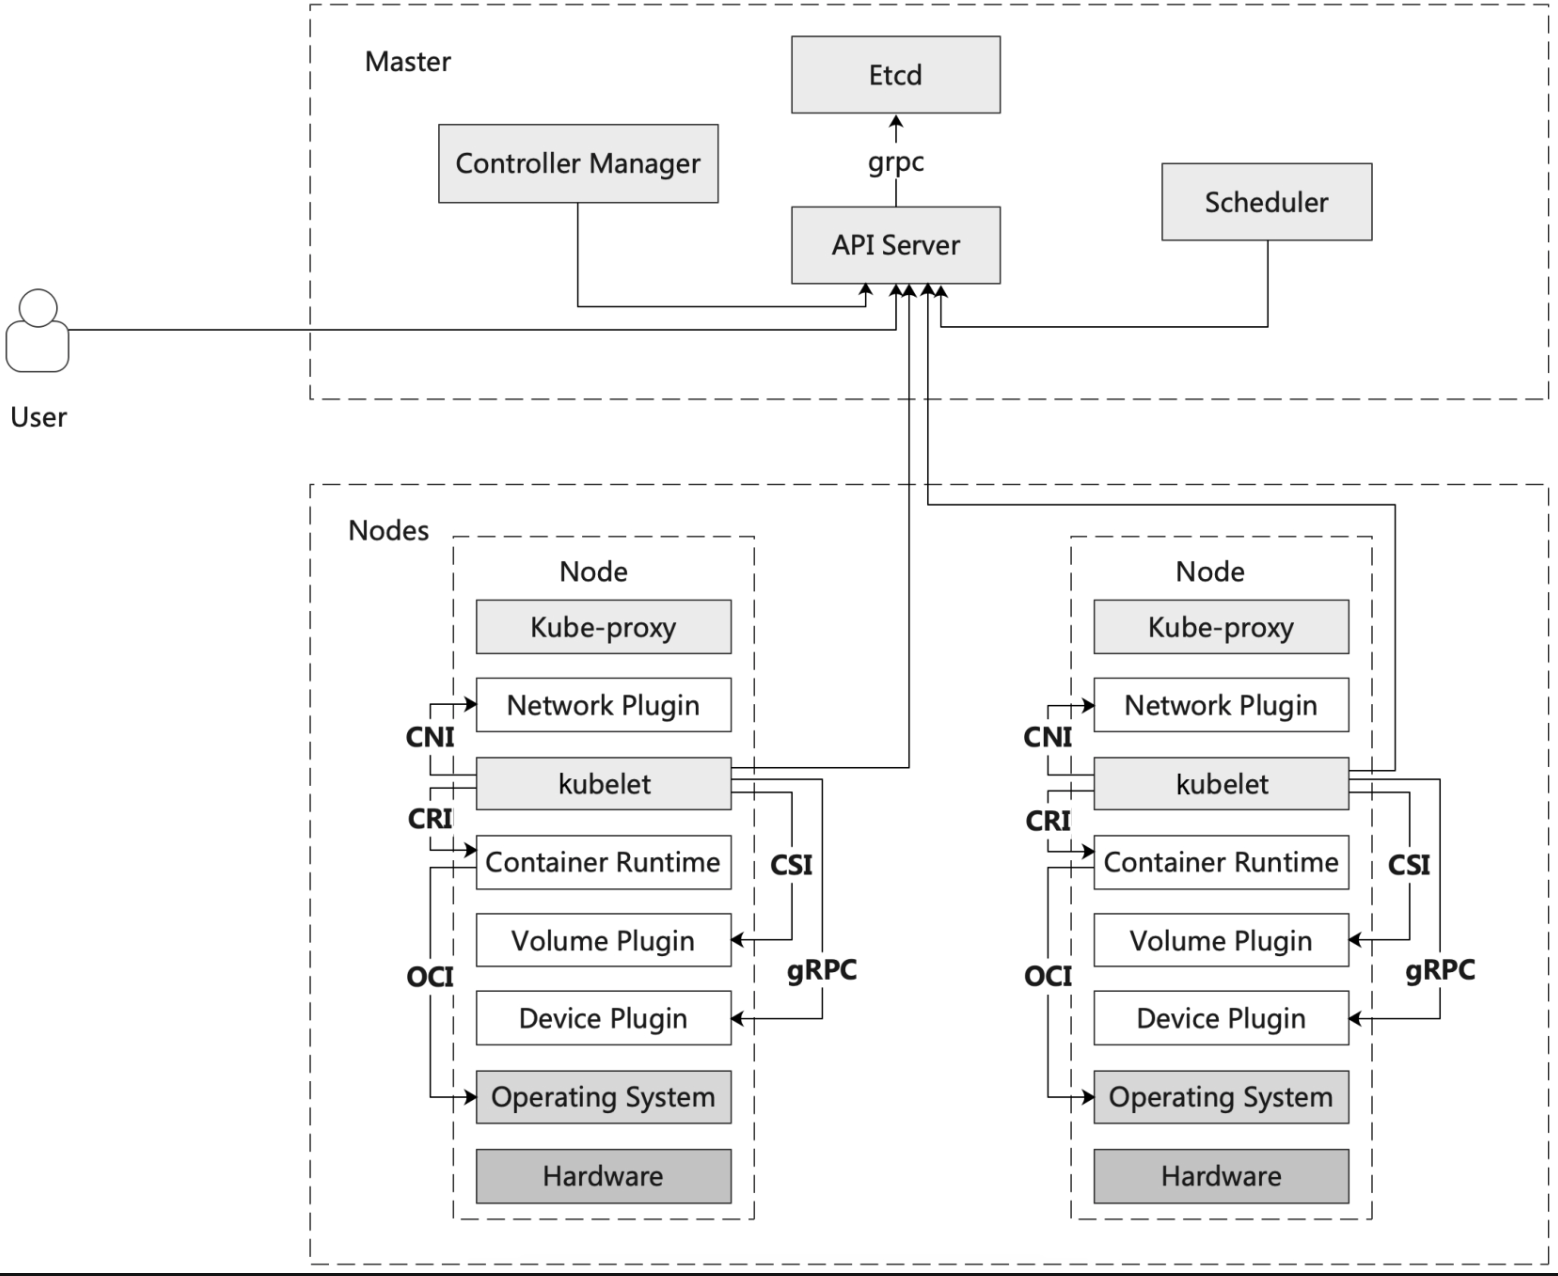 Master
Etcd
Controller Manager
grpc
Scheduler
API Server
User
Nodes
Node
Kube-proxy
Network Plugin
CNI
kubelet
CRI
Container Runtime
CSI
Volume Plugin
gRPC
OCI
Device Plugin
Operating System
Hardware
Node
Kube-proxy
Network Plugin
CNI
kubelet
CRI
Container Runtime
CSI
Volume Plugin
gRPC
OCI
Device Plugin
Operating System
Hardware